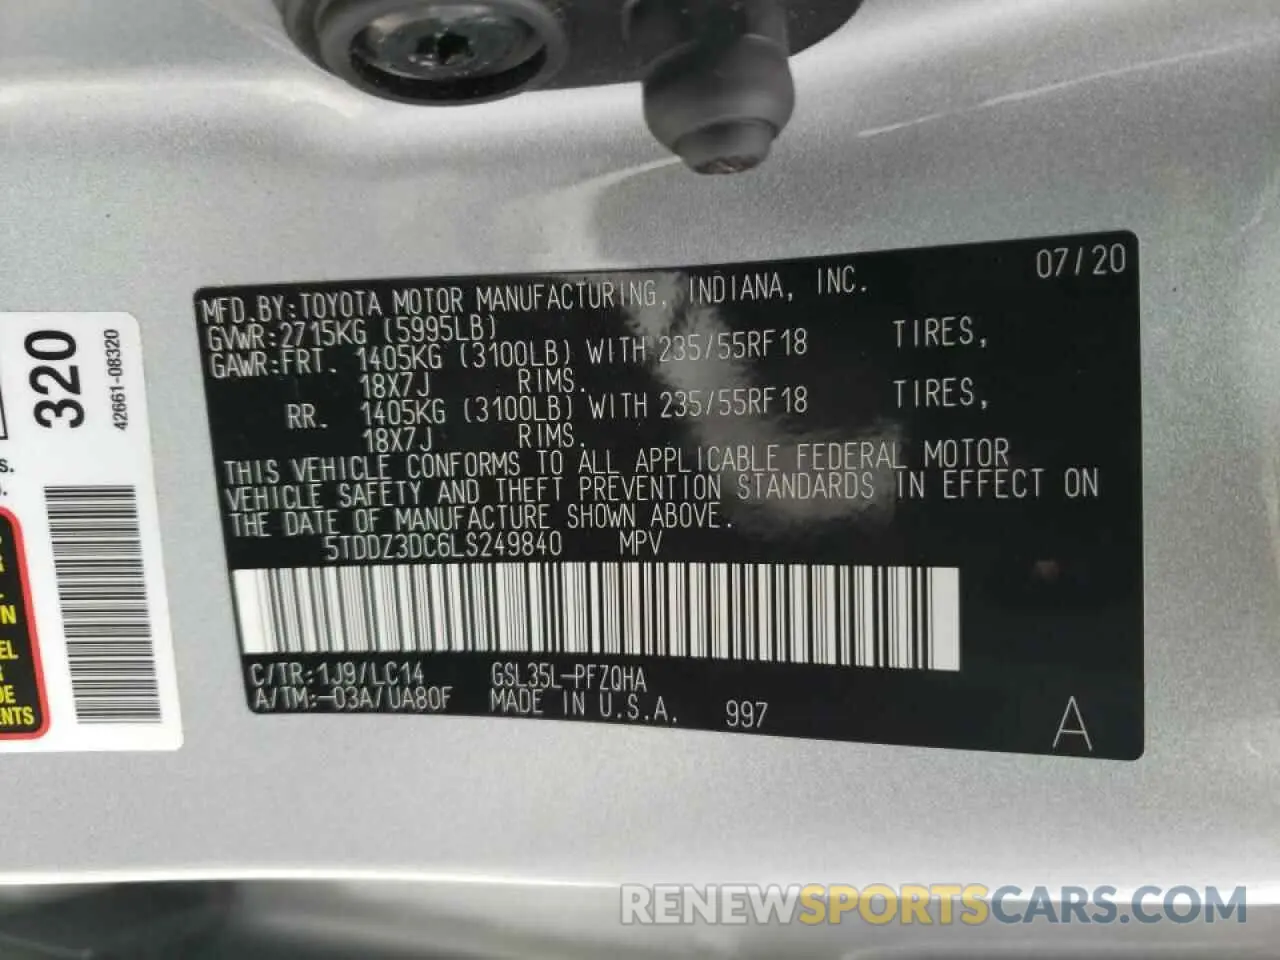 07/20
MFD.BY:TOYOTA MOTOR MANUFACTURING, INDIANA, INC.
GVWR:2715KG (5995LB)
GAWR:FRT. 1405KG (3100LB) WITH 235/55RF18 TIRES,
18X7J RIMS.
RR. 1405KG (3100LB) WITH 235/55RF18 TIRES,
18X7J RIMS.
THIS VEHICLE CONFORMS TO ALL APPLICABLE FEDERAL MOTOR
VEHICLE SAFETY AND THEFT PREVENTION STANDARDS IN EFFECT ON
THE DATE OF MANUFACTURE SHOWN ABOVE.
5TDDZ3DC6LS249840 MPV
C/TR:1J9/LC14 GSL35L-PFZQHA
A/TM:-03A/UA80F MADE IN U.S.A. 997
A
320
42661-08320
RENEWSPORTSCARS.COM